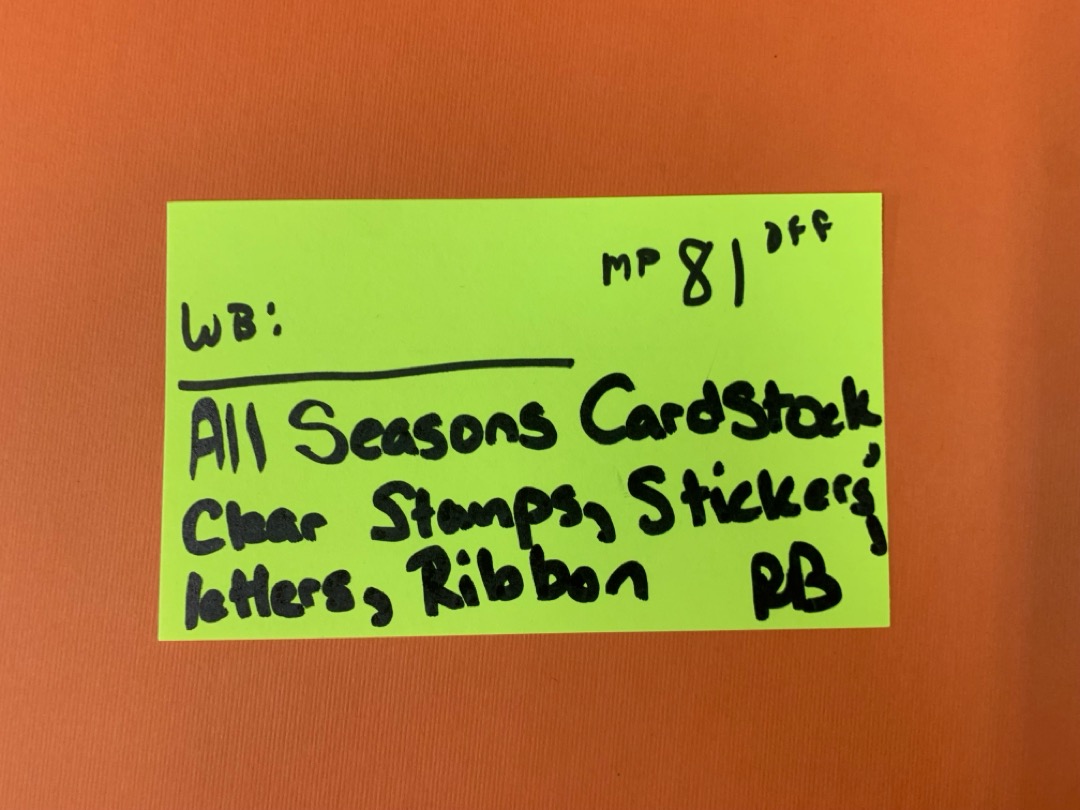 MP 81 OFF
WB:
All Seasons Cardstock,
Clear Stamps, Stickers,
letters, Ribbon RB